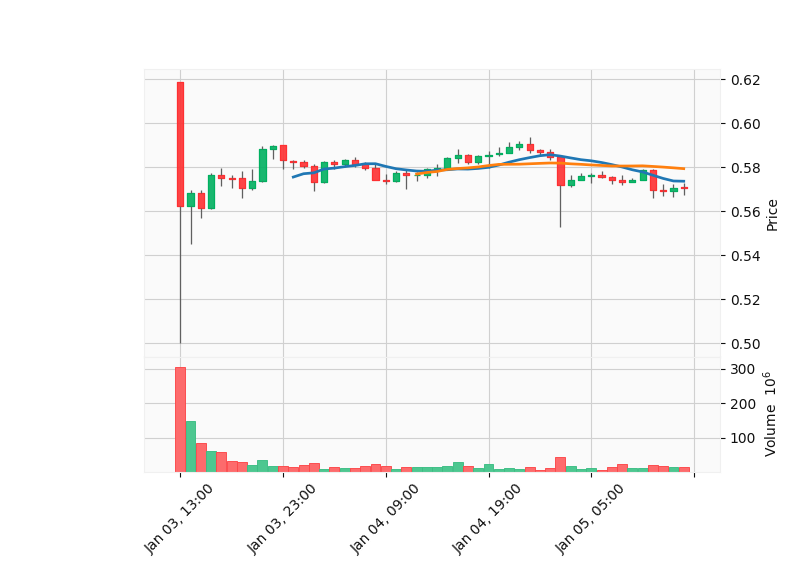 0.62
0.60
0.58
0.56
0.54
0.52
0.50
Price
300
200
100
Volume 10^6
Jan 03, 13:00
Jan 03, 23:00
Jan 04, 09:00
Jan 04, 19:00
Jan 05, 05:00